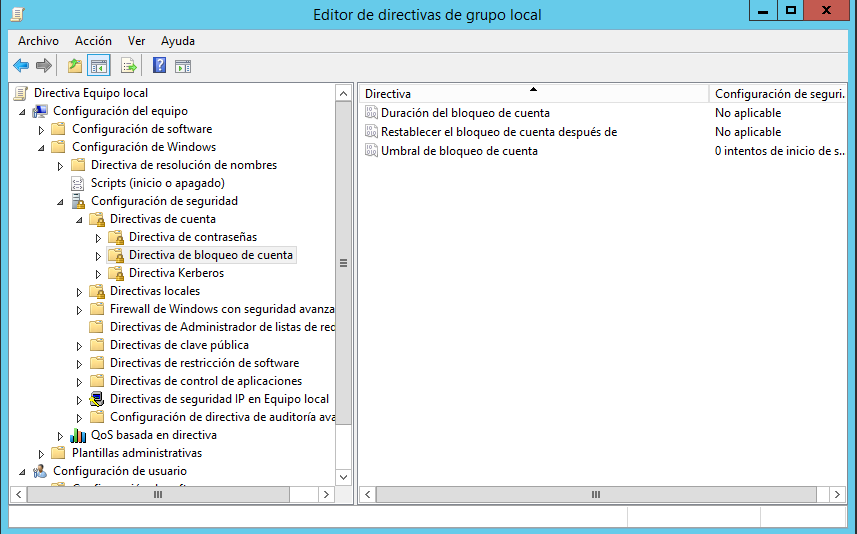 Editor de directivas de grupo local
Archivo Acción Ver Ayuda
Directiva Equipo local
Configuración del equipo
Configuración de software
Configuración de Windows
Directiva de resolución de nombres
Scripts (inicio o apagado)
Configuración de seguridad
Directivas de cuenta
Directiva de contraseñas
Directiva de bloqueo de cuenta
Directiva Kerberos
Directivas locales
Firewall de Windows con seguridad avanza
Directivas de Administrador de listas de red
Directivas de clave pública
Directivas de restricción de software
Directivas de control de aplicaciones
Directivas de seguridad IP en Equipo local
Configuración de directiva de auditoría ava
QoS basada en directiva
Plantillas administrativas
Configuración de usuario
Directiva Configuración de seguri..
Duración del bloqueo de cuenta No aplicable
Restablecer el bloqueo de cuenta después de No aplicable
Umbral de bloqueo de cuenta 0 intentos de inicio de s...